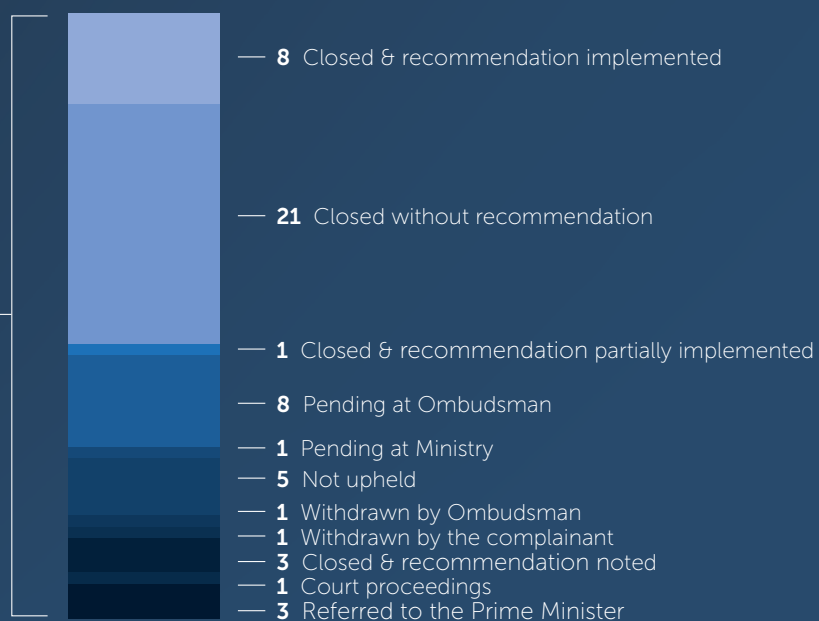 8 Closed & recommendation implemented
21 Closed without recommendation
1 Closed & recommendation partially implemented
8 Pending at Ombudsman
1 Pending at Ministry
5 Not upheld
1 Withdrawn by Ombudsman
1 Withdrawn by the complainant
3 Closed & recommendation noted
1 Court proceedings
3 Referred to the Prime Minister